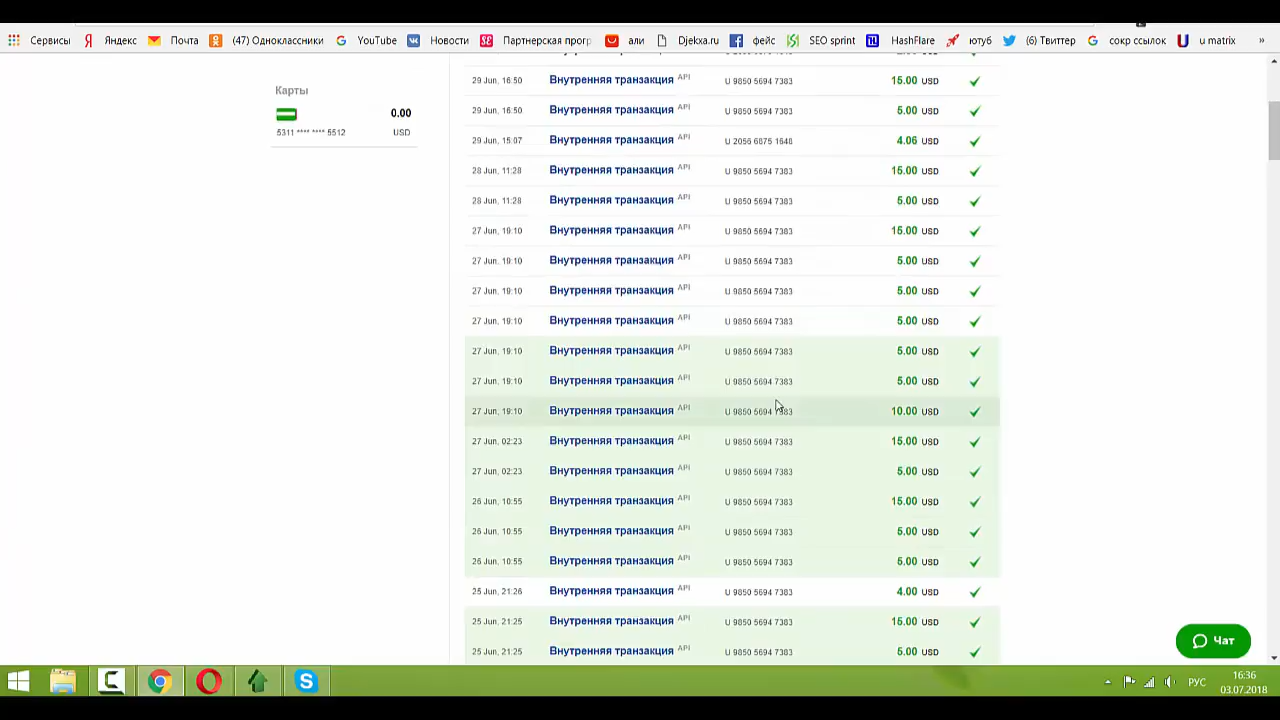 Сервисы Яндекс Почта (47) Одноклассники YouTube Новости Партнерская прогр али Djekxa.ru фейс SEO sprint HashFlare ютуб (6) Твиттер сокр ссылок u matrix »
Карты
0.00
5311 **** **** 5512 USD
29 Jun, 16:50 Внутренняя транзакция API U 9850 5694 7383 15.00 USD
29 Jun, 16:50 Внутренняя транзакция API U 9850 5694 7383 5.00 USD
29 Jun, 15:07 Внутренняя транзакция API U 2056 6875 1648 4.06 USD
28 Jun, 11:28 Внутренняя транзакция API U 9850 5694 7383 15.00 USD
28 Jun, 11:28 Внутренняя транзакция API U 9850 5694 7383 5.00 USD
27 Jun, 19:10 Внутренняя транзакция API U 9850 5694 7383 15.00 USD
27 Jun, 19:10 Внутренняя транзакция API U 9850 5694 7383 5.00 USD
27 Jun, 19:10 Внутренняя транзакция API U 9850 5694 7383 5.00 USD
27 Jun, 19:10 Внутренняя транзакция API U 9850 5694 7383 5.00 USD
27 Jun, 19:10 Внутренняя транзакция API U 9850 5694 7383 5.00 USD
27 Jun, 19:10 Внутренняя транзакция API U 9850 5694 7383 5.00 USD
27 Jun, 19:10 Внутренняя транзакция API U 9850 5694 7383 10.00 USD
27 Jun, 02:23 Внутренняя транзакция API U 9850 5694 7383 15.00 USD
27 Jun, 02:23 Внутренняя транзакция API U 9850 5694 7383 5.00 USD
26 Jun, 10:55 Внутренняя транзакция API U 9850 5694 7383 15.00 USD
26 Jun, 10:55 Внутренняя транзакция API U 9850 5694 7383 5.00 USD
26 Jun, 10:55 Внутренняя транзакция API U 9850 5694 7383 5.00 USD
25 Jun, 21:26 Внутренняя транзакция API U 9850 5694 7383 4.00 USD
25 Jun, 21:25 Внутренняя транзакция API U 9850 5694 7383 15.00 USD
25 Jun, 21:25 Внутренняя транзакция API U 9850 5694 7383 5.00 USD
Чат
РУС
16:36
03.07.2018